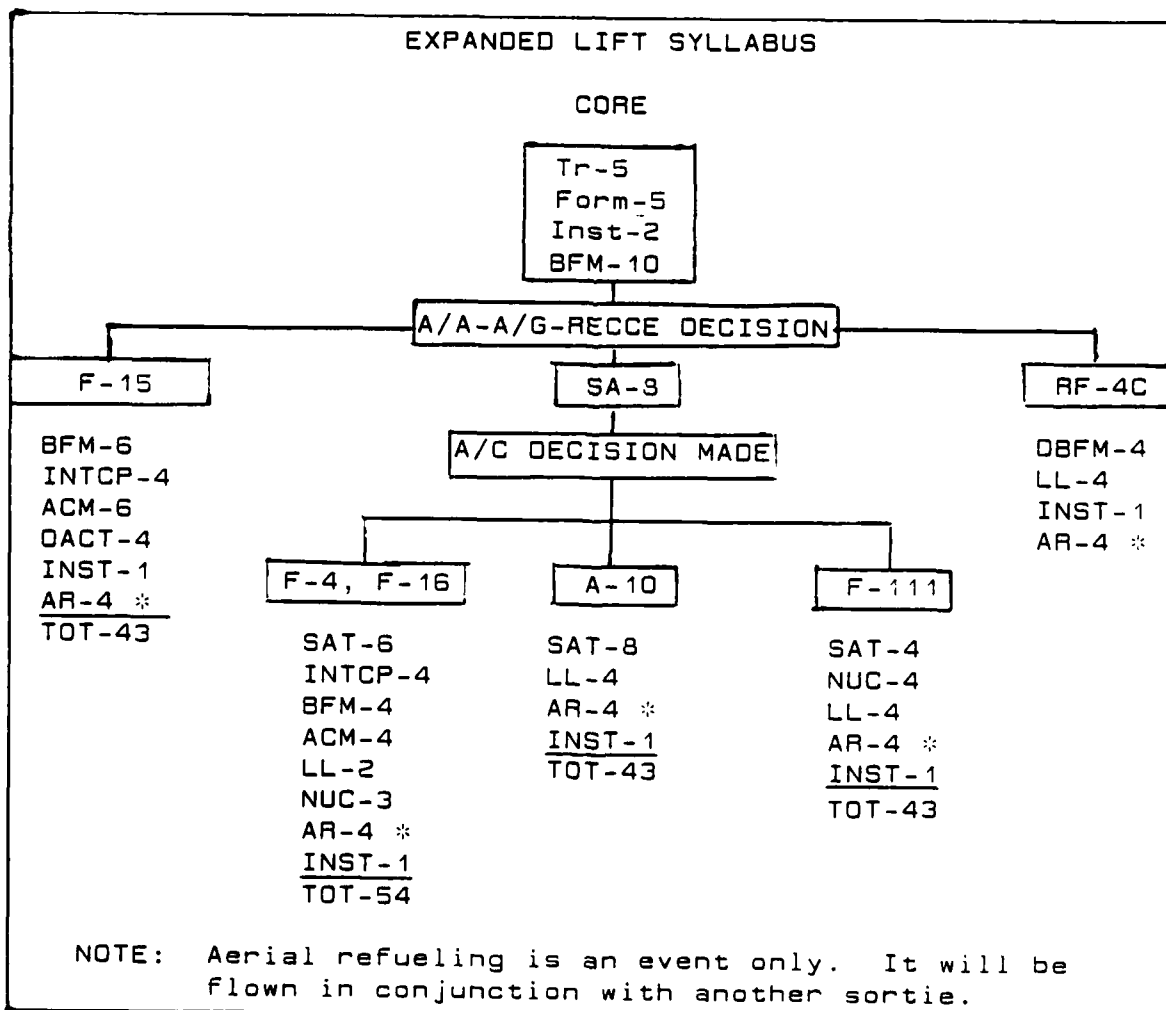 EXPANDED LIFT SYLLABUS
CORE
Tr-5
Form-5
Inst-2
BFM-10
A/A-A/G-RECCE DECISION
F-15
SA-8
RF-4C
BFM-6
INTCP-4
ACM-6
DACT-4
INST-1
AR-4 *
TOT-43
A/C DECISION MADE
DBFM-4
LL-4
INST-1
AR-4 *
F-4, F-16
A-10
F-111
SAT-6
INTCP-4
BFM-4
ACM-4
LL-2
NUC-3
AR-4 *
INST-1
TOT-54
SAT-8
LL-4
AR-4 *
INST-1
TOT-43
SAT-4
NUC-4
LL-4
AR-4 *
INST-1
TOT-43
NOTE: Aerial refueling is an event only. It will be
flown in conjunction with another sortie.